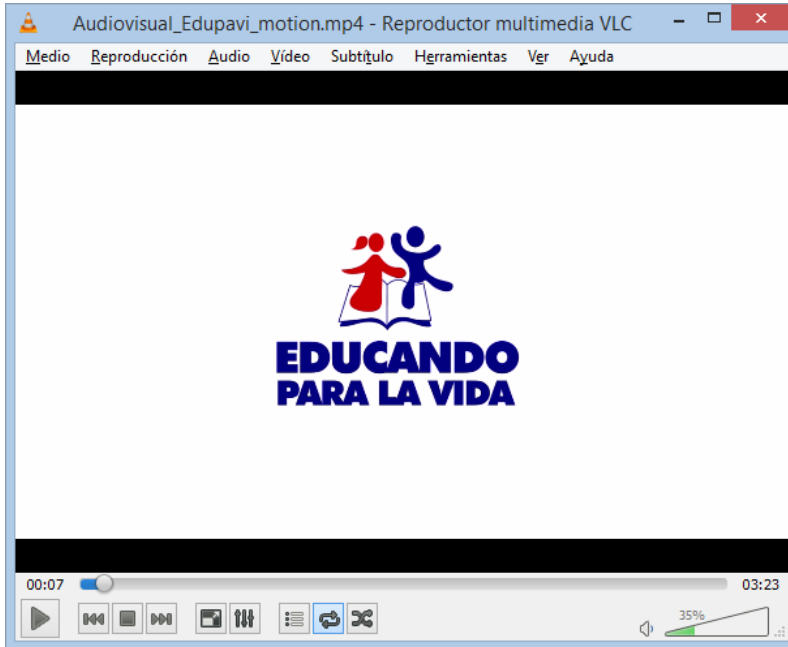 Audiovisual_Edupavi_motion.mp4 - Reproductor multimedia VLC
Medio Reproducción Audio Vídeo Subtítulo Herramientas Ver Ayuda
EDUCANDO
PARA LA VIDA
00:07 03:23
35%